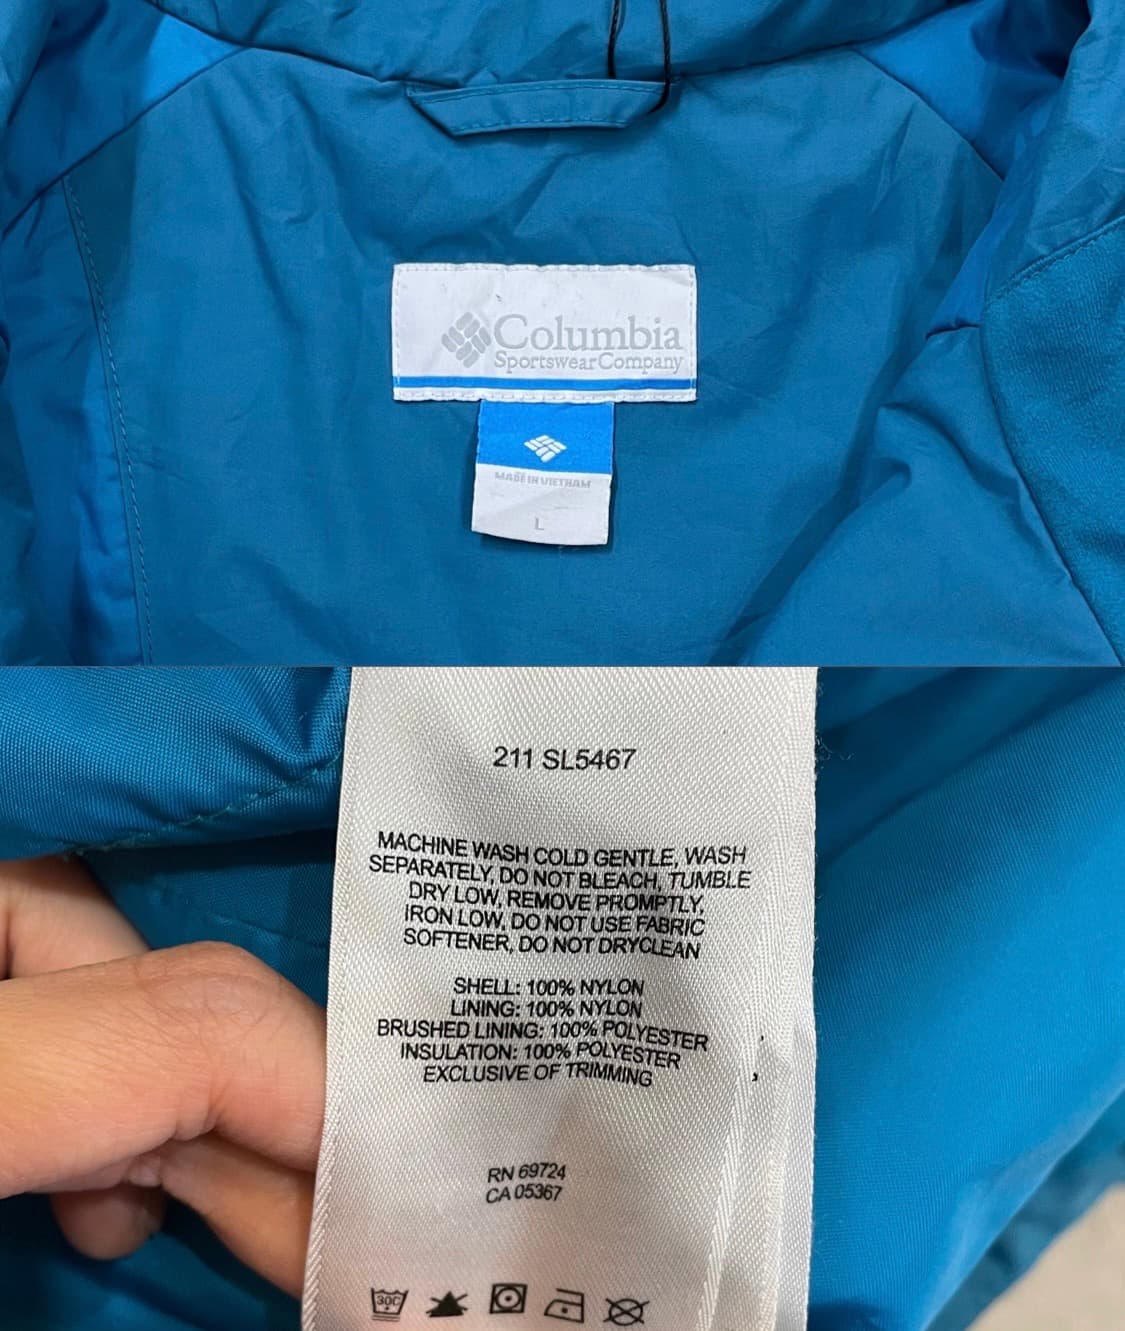 Columbia
Sportswear Company
MADE IN VIETNAM
L
211 SL5467
MACHINE WASH COLD GENTLE, WASH
SEPARATELY, DO NOT BLEACH, TUMBLE
DRY LOW, REMOVE PROMPTLY,
IRON LOW, DO NOT USE FABRIC
SOFTENER, DO NOT DRYCLEAN
SHELL: 100% NYLON
LINING: 100% NYLON
BRUSHED LINING: 100% POLYESTER
INSULATION: 100% POLYESTER
EXCLUSIVE OF TRIMMING
RN 69724
CA 05367
30C